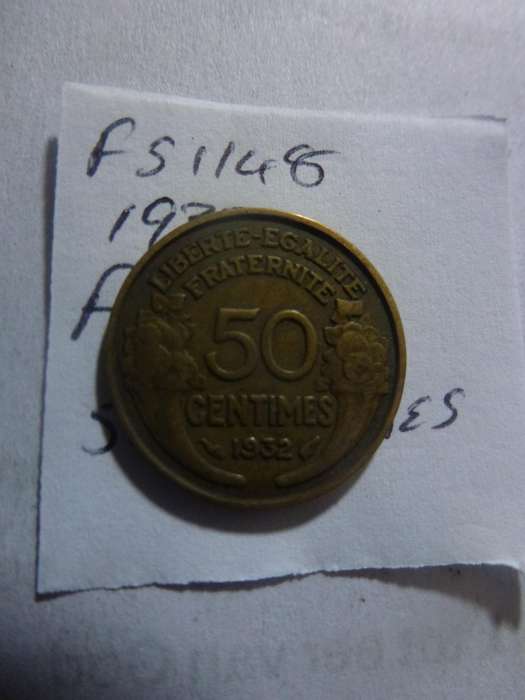 FS1148
LIBERTE-EGALITE
FRATERNITE
50
CENTIMES
1932